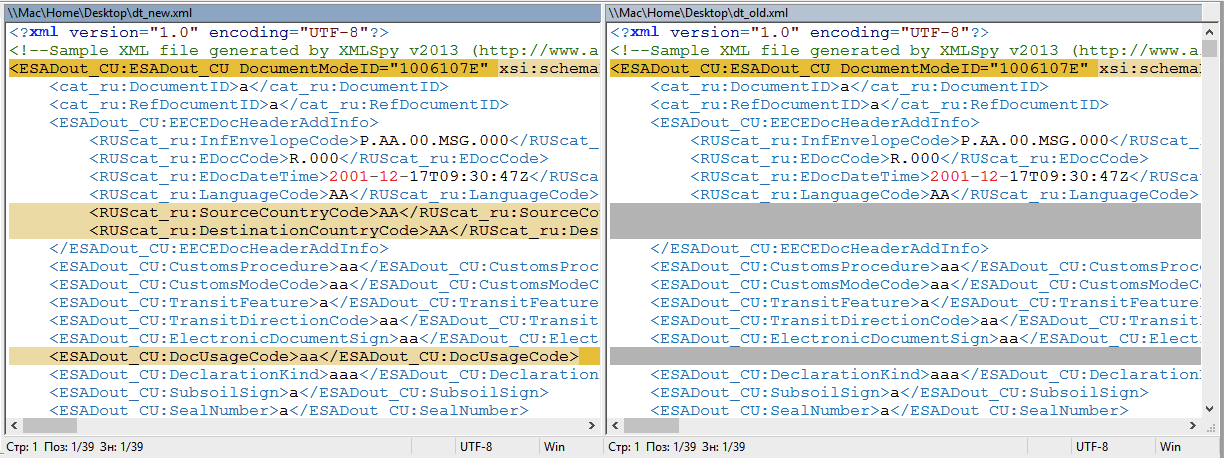 \\Mac\Home\Desktop\dt_new.xml
<?xml version="1.0" encoding="UTF-8"?>
<!--Sample XML file generated by XMLSpy v2013 (http://www.a
<ESADout_CU:ESADout_CU DocumentModeID="1006107E" xsi:schema
<cat_ru:DocumentID>a</cat_ru:DocumentID>
<cat_ru:RefDocumentID>a</cat_ru:RefDocumentID>
<ESADout_CU:EECEDocHeaderAddInfo>
<RUScat_ru:InfEnvelopeCode>P.AA.00.MSG.000</RUScat_
<RUScat_ru:EDocCode>R.000</RUScat_ru:EDocCode>
<RUScat_ru:EDocDateTime>2001-12-17T09:30:47Z</RUSca
<RUScat_ru:LanguageCode>AA</RUScat_ru:LanguageCode>
<RUScat_ru:SourceCountryCode>AA</RUScat_ru:SourceCo
<RUScat_ru:DestinationCountryCode>AA</RUScat_ru:Des
</ESADout_CU:EECEDocHeaderAddInfo>
<ESADout_CU:CustomsProcedure>aa</ESADout_CU:CustomsProc
<ESADout_CU:CustomsModeCode>aa</ESADout_CU:CustomsModeC
<ESADout_CU:TransitFeature>a</ESADout_CU:TransitFeature
<ESADout_CU:TransitDirectionCode>aa</ESADout_CU:Transit
<ESADout_CU:ElectronicDocumentSign>aa</ESADout_CU:Elect
<ESADout_CU:DocUsageCode>aa</ESADout_CU:DocUsageCode>
<ESADout_CU:DeclarationKind>aaa</ESADout_CU:Declaration
<ESADout_CU:SubsoilSign>a</ESADout_CU:SubsoilSign>
<ESADout_CU:SealNumber>a</ESADout_CU:SealNumber>
Стр: 1 Поз: 1/39 Зн: 1/39
UTF-8
Win
\\Mac\Home\Desktop\dt_old.xml
<?xml version="1.0" encoding="UTF-8"?>
<!--Sample XML file generated by XMLSpy v2013 (http://www.a
<ESADout_CU:ESADout_CU DocumentModeID="1006107E" xsi:schema
<cat_ru:DocumentID>a</cat_ru:DocumentID>
<cat_ru:RefDocumentID>a</cat_ru:RefDocumentID>
<ESADout_CU:EECEDocHeaderAddInfo>
<RUScat_ru:InfEnvelopeCode>P.AA.00.MSG.000</RUScat_
<RUScat_ru:EDocCode>R.000</RUScat_ru:EDocCode>
<RUScat_ru:EDocDateTime>2001-12-17T09:30:47Z</RUSca
<RUScat_ru:LanguageCode>AA</RUScat_ru:LanguageCode>
</ESADout_CU:EECEDocHeaderAddInfo>
<ESADout_CU:CustomsProcedure>aa</ESADout_CU:CustomsProc
<ESADout_CU:CustomsModeCode>aa</ESADout_CU:CustomsModeC
<ESADout_CU:TransitFeature>a</ESADout_CU:TransitFeature
<ESADout_CU:TransitDirectionCode>aa</ESADout_CU:Transit
<ESADout_CU:ElectronicDocumentSign>aa</ESADout_CU:Elect
<ESADout_CU:DeclarationKind>aaa</ESADout_CU:Declaration
<ESADout_CU:SubsoilSign>a</ESADout_CU:SubsoilSign>
<ESADout_CU:SealNumber>a</ESADout_CU:SealNumber>
Стр: 1 Поз: 1/39 Зн: 1/39
UTF-8
Win